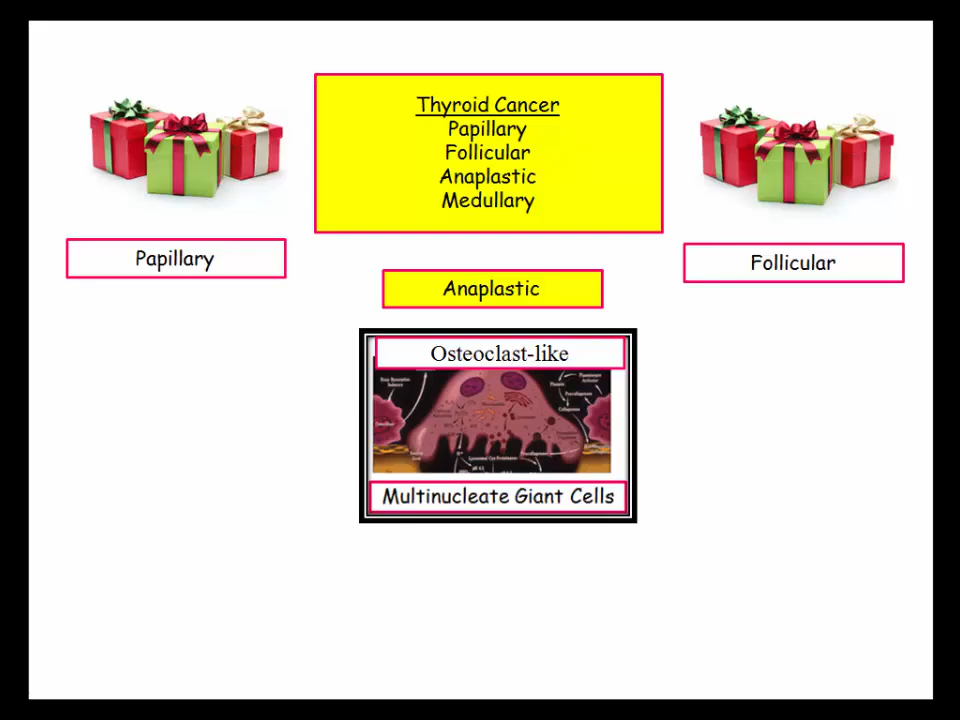 Thyroid Cancer
Papillary
Follicular
Anaplastic
Medullary
Papillary
Follicular
Anaplastic
Osteoclast-like
Multinucleate Giant Cells